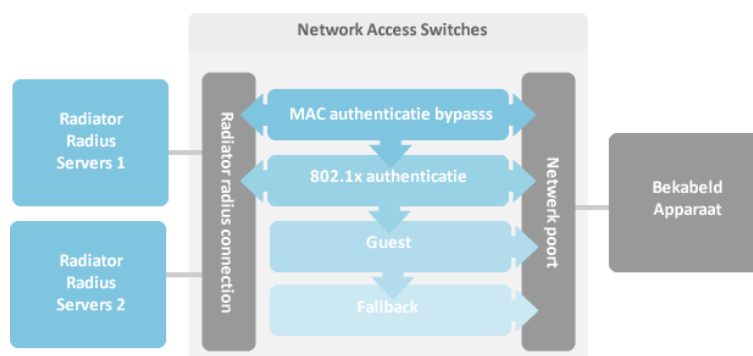 Network Access Switches
Radiator
Radius
Servers 1
Radiator
Radius
Servers 2
Radiator radius connection
MAC authenticatie bypasss
802.1x authenticatie
Guest
Fallback
Netwerk poort
Bekabeld
Apparaat